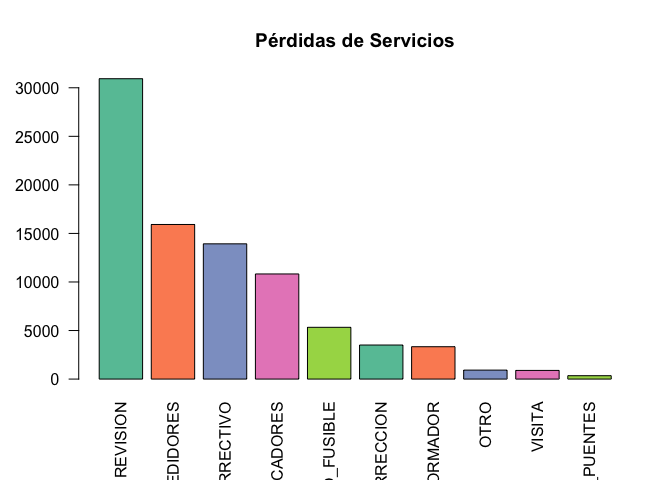 Pérdidas de Servicios
30000
25000
20000
15000
10000
5000
0
REVISION
EDIDORES
RRECTIVO
CADORES
_FUSIBLE
RRECCION
ORMADOR
OTRO
VISITA
_PUENTES